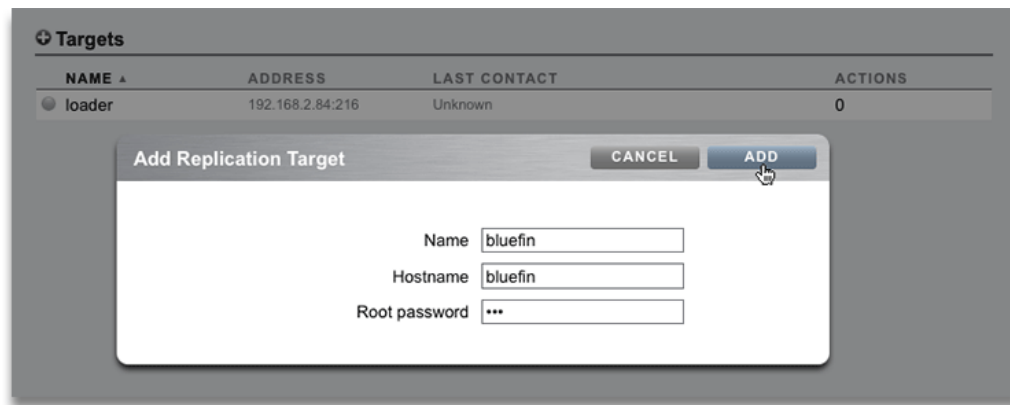 Targets
NAME ▲ ADDRESS LAST CONTACT ACTIONS
loader 192.168.2.84:216 Unknown 0
Add Replication Target CANCEL ADD
Name bluefin
Hostname bluefin
Root password •••